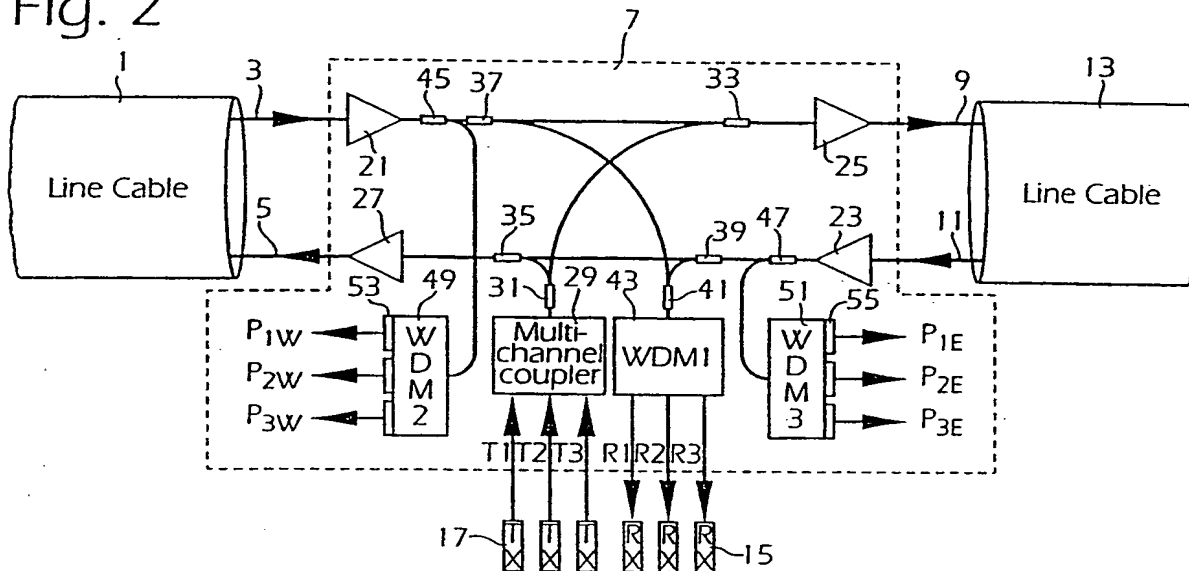 Fig. 2
7
1
3
45
37
33
9
13
21
25
Line Cable
Line Cable
27
5
35
39
47
23
11
53
49
31
29
43
41
51
55
P1W
P2W
P3W
WDM2
Multi-
channel
coupler
WDM1
WDM3
P1E
P2E
P3E
T1 T2 T3 R1 R2 R3
17
T T T R R R
15